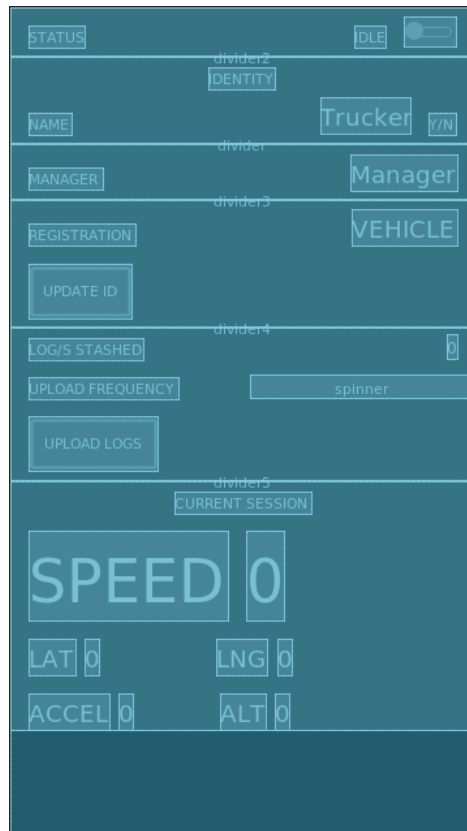 STATUS IDLE
divider2
IDENTITY
NAME Trucker Y/N
divider
MANAGER Manager
divider3
REGISTRATION VEHICLE
UPDATE ID
divider4
LOG/S STASHED 0
UPLOAD FREQUENCY spinner
UPLOAD LOGS
divider5
CURRENT SESSION
SPEED 0
LAT 0 LNG 0
ACCEL 0 ALT 0